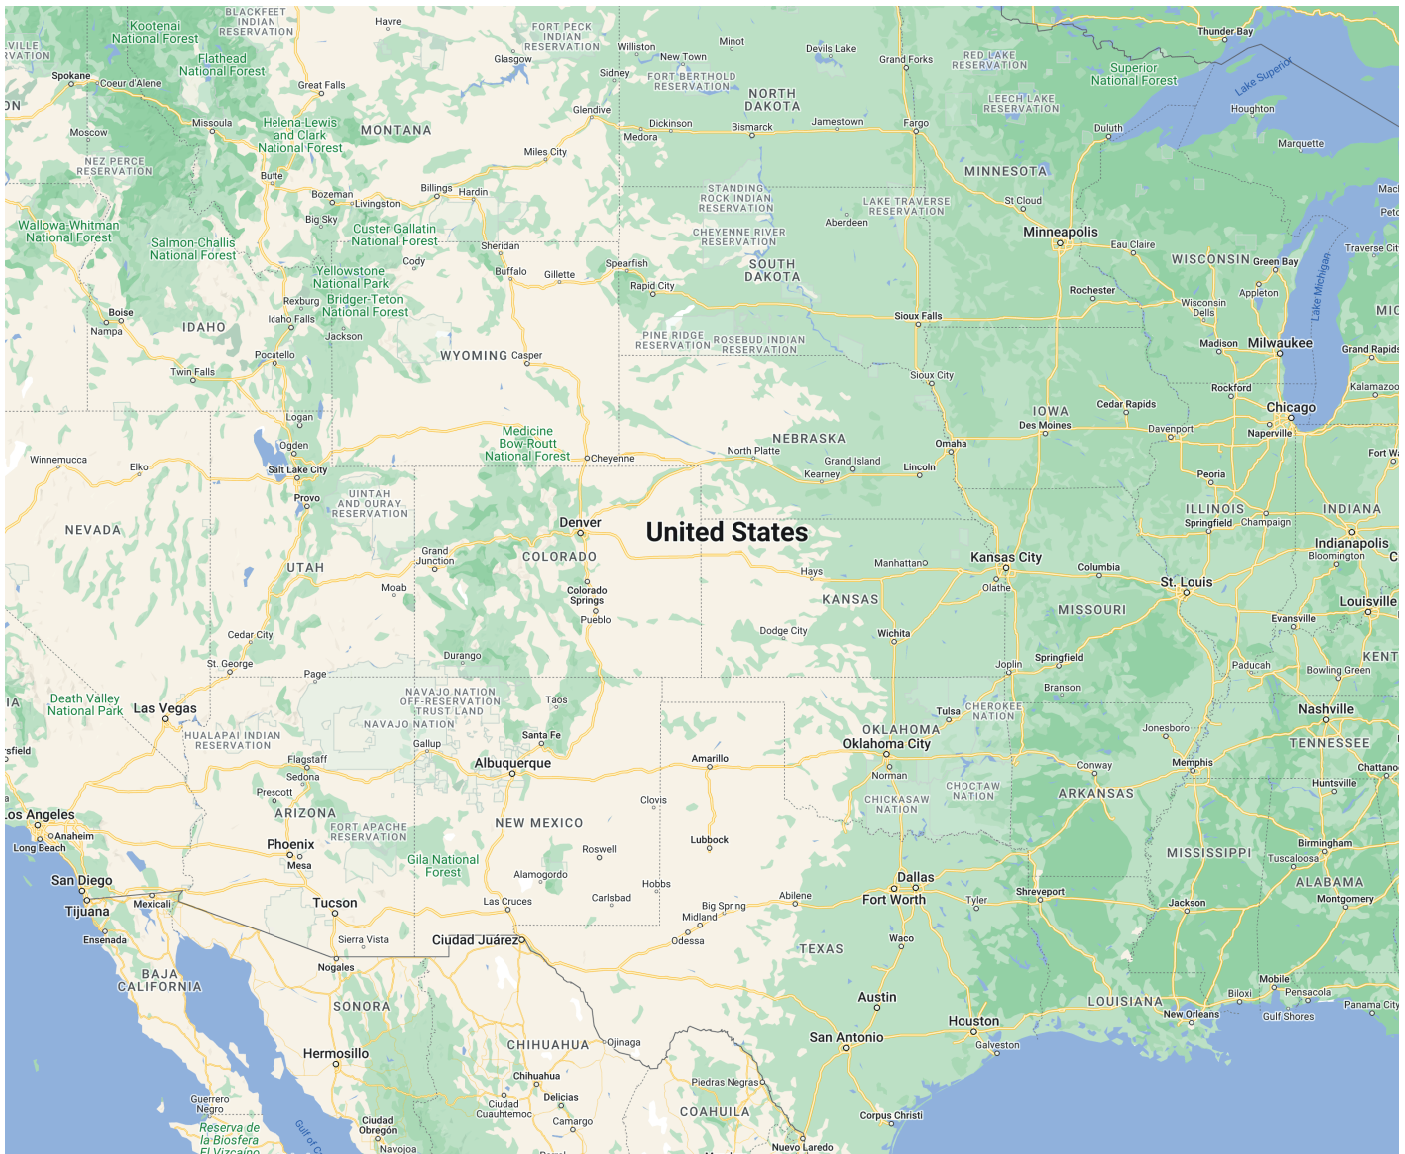 BLACKFEET
INDIAN
RESERVATION
Havre
Kootenai
National Forest
FORT PECK
INDIAN
RESERVATION
Williston
Minot
Devils Lake
Thunder Bay
VILLE
RVATION
Flathead
National Forest
Glasgow
New Town
Grand Forks
RED LAKE
RESERVATION
Superior
National Forest
Lake Superior
Spokane
Coeur d'Alene
Great Falls
Sidney
FORT BERTHOLD
RESERVATION
NORTH
DAKOTA
LEECH LAKE
RESERVATION
Houghton
ON
Moscow
Missoula
Helena-Lewis
and Clark
National Forest
MONTANA
Glendive
Medora
Dickinson
Bismarck
Jamestown
Fargo
Duluth
Marquette
NEZ PERCE
RESERVATION
Butte
Miles City
MINNESOTA
Bozeman
Livingston
Billings
Hardin
STANDING
ROCK INDIAN
RESERVATION
LAKE TRAVERSE
RESERVATION
St Cloud
Mac
Peto
Wallowa-Whitman
National Forest
Salmon-Challis
National Forest
Big Sky
Custer Gallatin
National Forest
Sheridan
CHEYENNE RIVER
RESERVATION
Aberdeen
Minneapolis
Eau Claire
WISCONSIN
Green Bay
Traverse Cit
Cody
Yellowstone
National Park
Buffalo
Gillette
Spearfish
Rapid City
SOUTH
DAKOTA
Rochester
Appleton
Lake Michigan
Boise
Nampa
IDAHO
Rexburg
Idaho Falls
Bridger-Teton
National Forest
Jackson
Sioux Falls
Wisconsin
Dells
MIC
Pocatello
WYOMING
Casper
PINE RIDGE
RESERVATION
ROSEBUD INDIAN
RESERVATION
Madison
Milwaukee
Grand Rapids
Twin Falls
Sioux City
Rockford
Kalamazoo
Logan
IOWA
Cedar Rapids
Chicago
Ogden
Medicine
Bow-Routt
National Forest
NEBRASKA
Omaha
Des Moines
Davenport
Naperville
Winnemucca
Elko
Salt Lake City
Cheyenne
North Platte
Grand Island
Kearney
Lincoln
Peoria
Fort Wa
Provo
UINTAH
AND OURAY
RESERVATION
NEVADA
Denver
United States
ILLINOIS
Springfield
Champaign
INDIANA
Indianapolis
Bloomington
UTAH
Grand
Junction
COLORADO
Kansas City
Manhattan
Columbia
St. Louis
C
Moab
Colorado
Springs
Pueblo
Hays
KANSAS
Olathe
MISSOURI
Louisville
Cedar City
Dodge City
Wichita
Evansville
St. George
Durango
Joplin
Springfield
Paducah
Bowling Green
KENT
IA
Death Valley
National Park
Las Vegas
Page
NAVAJO NATION
OFF-RESERVATION
TRUST LAND
Taos
Branson
Tulsa
CHEROKEE
NATION
Nashville
HUALAPAI INDIAN
RESERVATION
NAVAJO NATION
Gallup
Santa Fe
OKLAHOMA
Oklahoma City
Jonesboro
TENNESSEE
rsfield
Flagstaff
Sedona
Albuquerque
Amarillo
Norman
Conway
Memphis
Chattano
Prescott
Clovis
CHICKASAW
NATION
CHOCTAW
NATION
ARKANSAS
Huntsville
a
Los Angeles
ARIZONA
NEW MEXICO
Anaheim
Long Beach
FORT APACHE
RESERVATION
Phoenix
Mesa
Gila National
Forest
Roswell
Lubbock
MISSISSIPPI
Birmingham
Tuscaloosa
San Diego
Tijuana
Mexicali
Alamogordo
Hobbs
Carlsbad
Abilene
Dallas
Fort Worth
Shreveport
ALABAMA
Montgomery
Tucson
Las Cruces
Big Spring
Midland
Tyler
Jackson
Ensenada
Sierra Vista
Ciudad Juárez
Odessa
TEXAS
Waco
Nogales
BAJA
CALIFORNIA
SONORA
Austin
LOUISIANA
Mobile
Biloxi
Pensacola
Gulf Shores
Panama City
New Orleans
CHIHUAHUA
Ojinaga
San Antonio
Houston
Galveston
Hermosillo
Chihuahua
Piedras Negras
Guerrero
Negro
Ciudad
Cuauhtemoc
Delicias
Camargo
COAHUILA
Corpus Christi
Reserva de
la Biosfera
El Vizcaíno
Gulf of C
Ciudad
Obregón
Navojoa
Nuevo Laredo